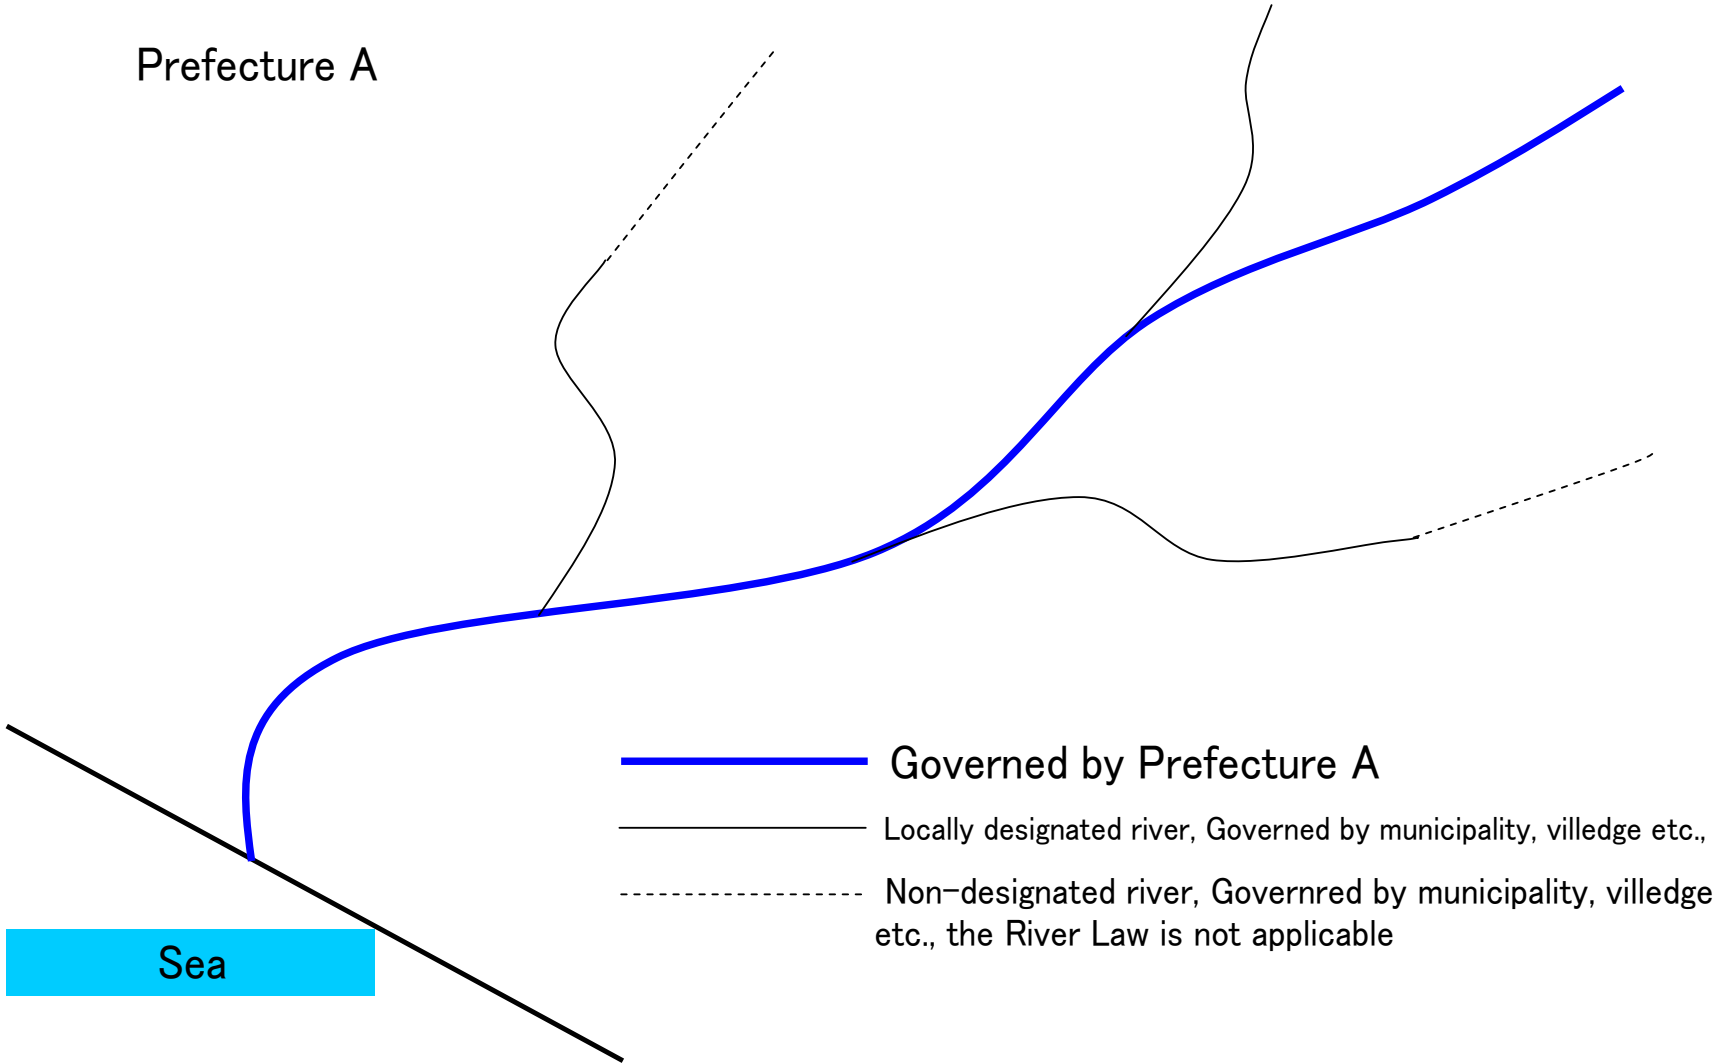 Prefecture A
Governed by Prefecture A
Locally designated river, Governed by municipality, villedge etc.,
Non-designated river, Governred by municipality, villedge
etc., the River Law is not applicable
Sea